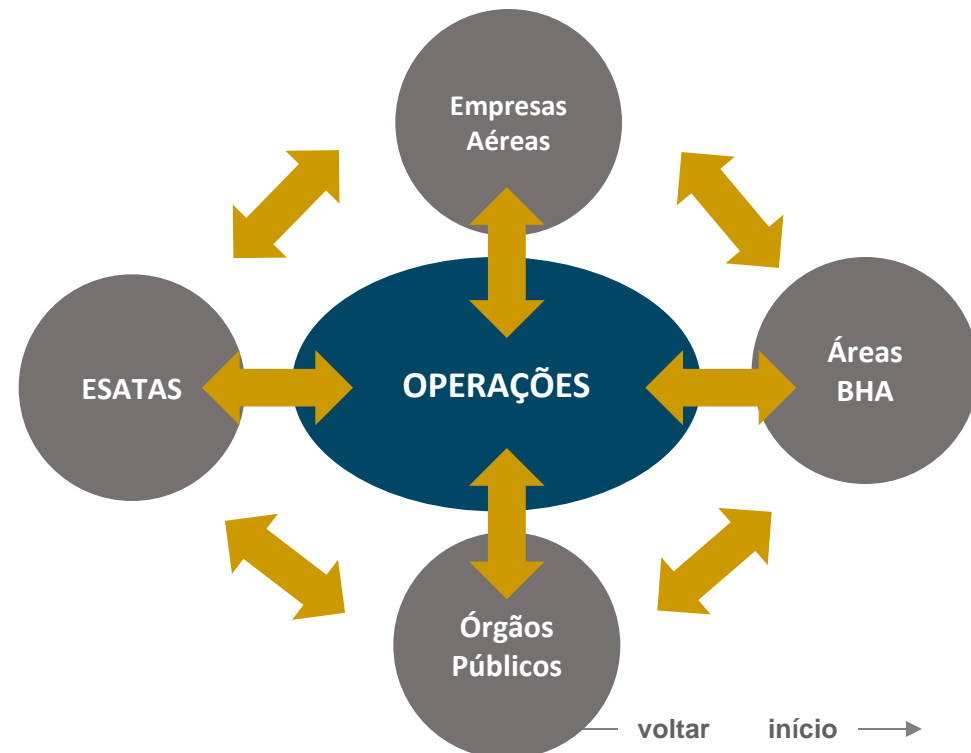 Empresas
Aéreas
ESATAS
OPERAÇÕES
Áreas
BHA
Órgãos
Públicos
voltar início